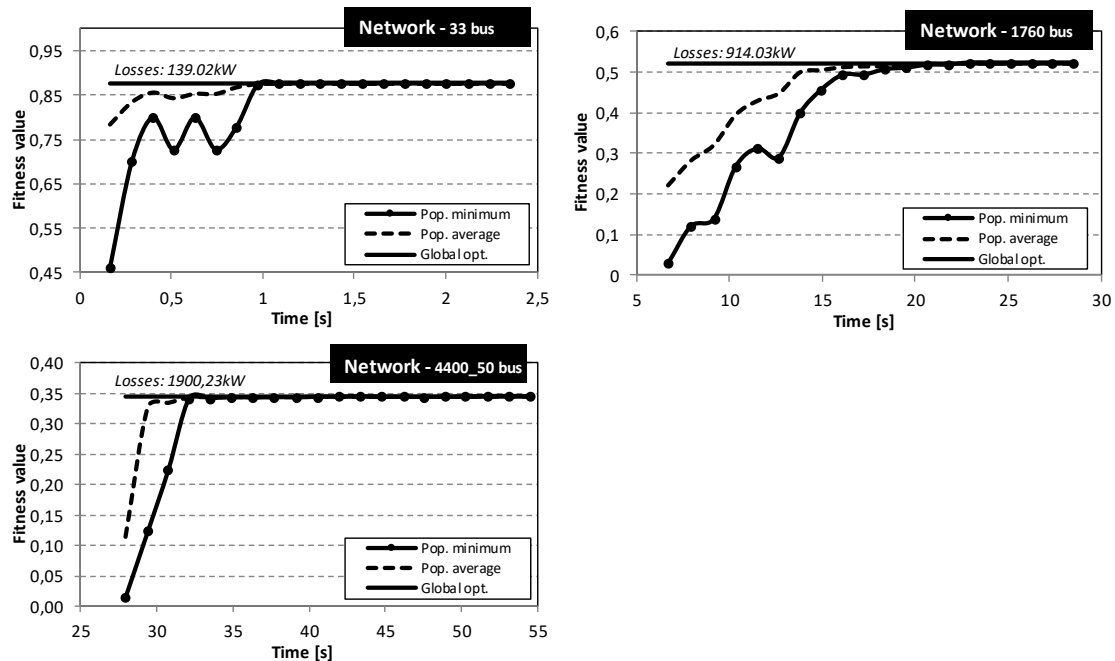 Network - 33 bus
Losses: 139.02kW
Fitness value
0,95
0,85
0,75
0,65
0,55
0,45
Pop. minimum
Pop. average
Global opt.
0 0,5 1 1,5 2 2,5
Time [s]
Network - 1760 bus
Losses: 914.03kW
Fitness value
0,6
0,5
0,4
0,3
0,2
0,1
0
Pop. minimum
Pop. average
Global opt.
5 10 15 20 25 30
Time [s]
Network - 4400_50 bus
Losses: 1900,23kW
Fitness value
0,40
0,35
0,30
0,25
0,20
0,15
0,10
0,05
0,00
Pop. minimum
Pop. average
Global opt.
25 30 35 40 45 50 55
Time [s]